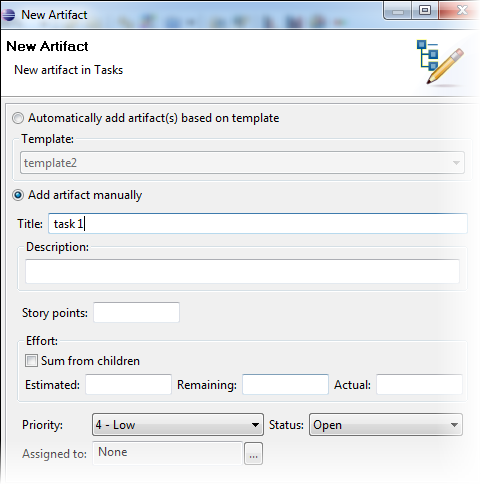 New Artifact
New Artifact
New artifact in Tasks
Automatically add artifact(s) based on template
Template:
template2
Add artifact manually
Title: task 1
Description:
Story points:
Effort:
Sum from children
Estimated: Remaining: Actual:
Priority: 4 - Low Status: Open
Assigned to: None ...